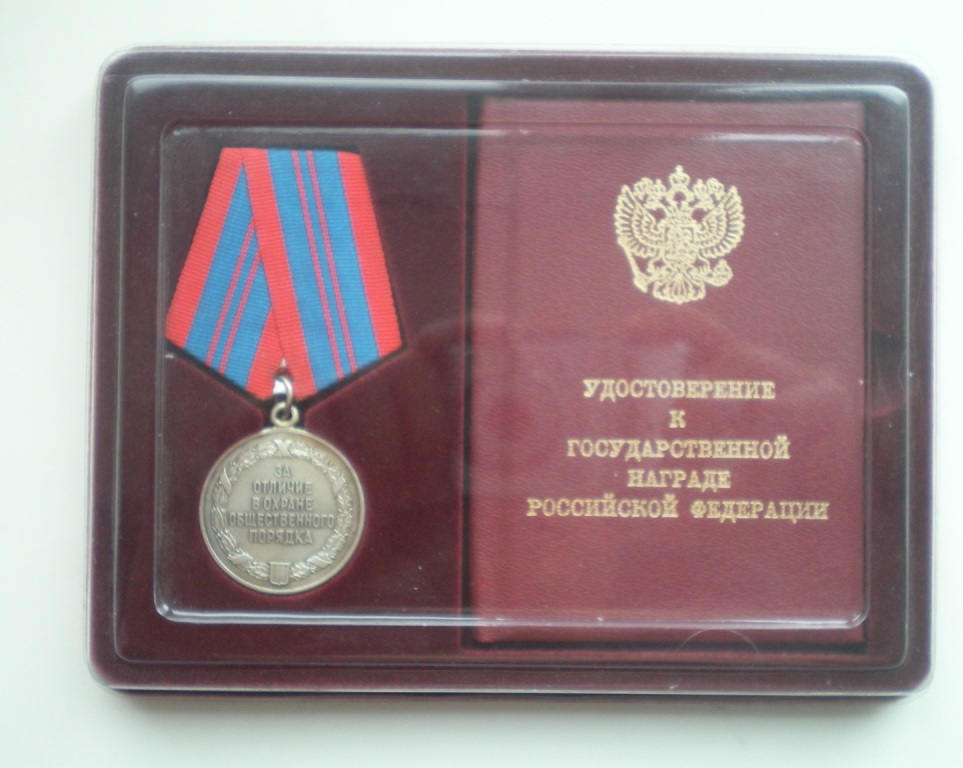 ЗА
ОТЛИЧИЕ
В ОХРАНЕ
ОБЩЕСТВЕННОГО
ПОРЯДКА
УДОСТОВЕРЕНИЕ
К
ГОСУДАРСТВЕННОЙ
НАГРАДЕ
РОССИЙСКОЙ ФЕДЕРАЦИИ